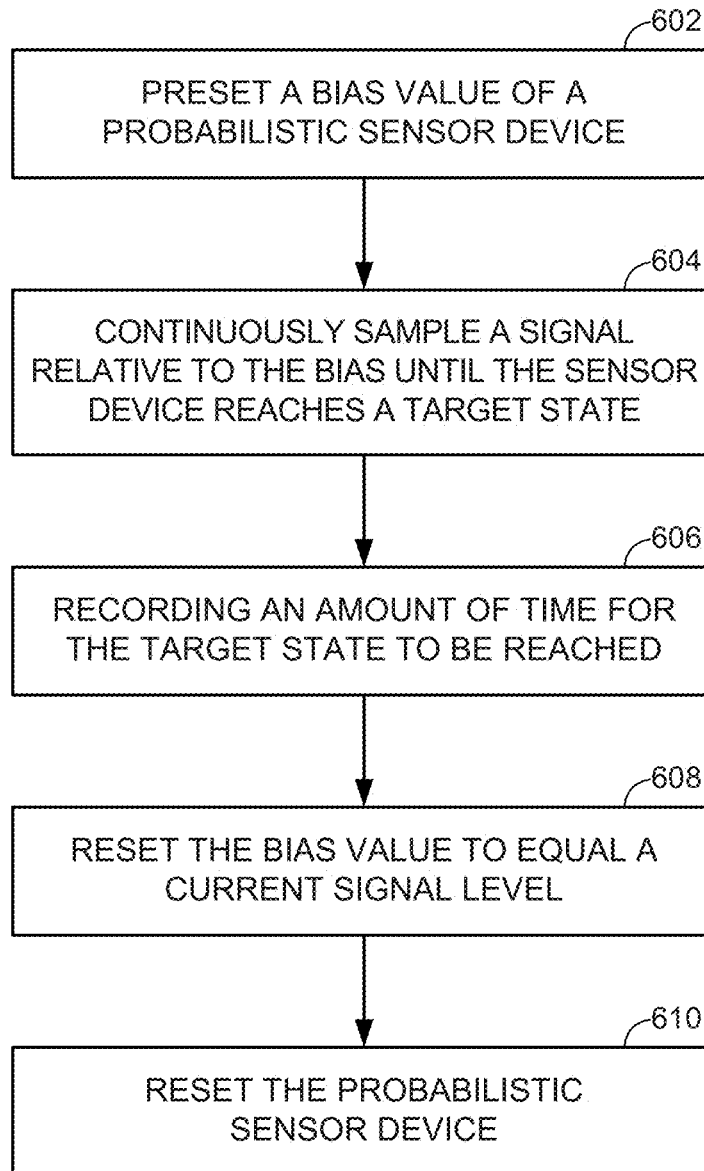 602
PRESET A BIAS VALUE OF A
PROBABILISTIC SENSOR DEVICE
604
CONTINUOUSLY SAMPLE A SIGNAL
RELATIVE TO THE BIAS UNTIL THE SENSOR
DEVICE REACHES A TARGET STATE
606
RECORDING AN AMOUNT OF TIME FOR
THE TARGET STATE TO BE REACHED
608
RESET THE BIAS VALUE TO EQUAL A
CURRENT SIGNAL LEVEL
610
RESET THE PROBABILISTIC
SENSOR DEVICE